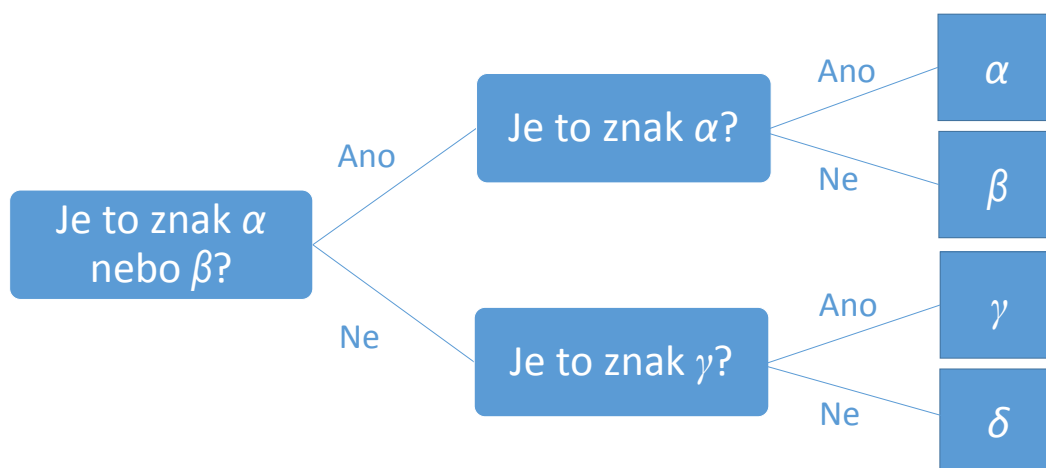 Je to znak α
nebo β?
Ano
Ne
Je to znak α?
Ano
Ne
α
β
Je to znak γ?
Ano
Ne
γ
δ